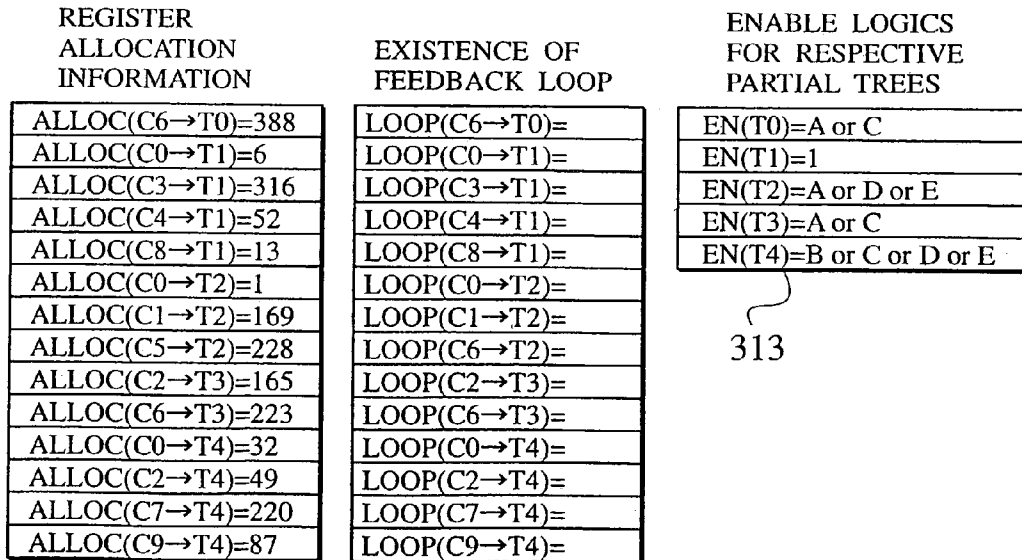 REGISTER
ALLOCATION
INFORMATION
ALLOC(C6→T0)=388
ALLOC(C0→T1)=6
ALLOC(C3→T1)=316
ALLOC(C4→T1)=52
ALLOC(C8→T1)=13
ALLOC(C0→T2)=1
ALLOC(C1→T2)=169
ALLOC(C5→T2)=228
ALLOC(C2→T3)=165
ALLOC(C6→T3)=223
ALLOC(C0→T4)=32
ALLOC(C2→T4)=49
ALLOC(C7→T4)=220
ALLOC(C9→T4)=87
EXISTENCE OF
FEEDBACK LOOP
LOOP(C6→T0)=
LOOP(C0→T1)=
LOOP(C3→T1)=
LOOP(C4→T1)=
LOOP(C8→T1)=
LOOP(C0→T2)=
LOOP(C1→T2)=
LOOP(C6→T2)=
LOOP(C2→T3)=
LOOP(C6→T3)=
LOOP(C0→T4)=
LOOP(C2→T4)=
LOOP(C7→T4)=
LOOP(C9→T4)=
ENABLE LOGICS
FOR RESPECTIVE
PARTIAL TREES
EN(T0)=A or C
EN(T1)=1
EN(T2)=A or D or E
EN(T3)=A or C
EN(T4)=B or C or D or E
313